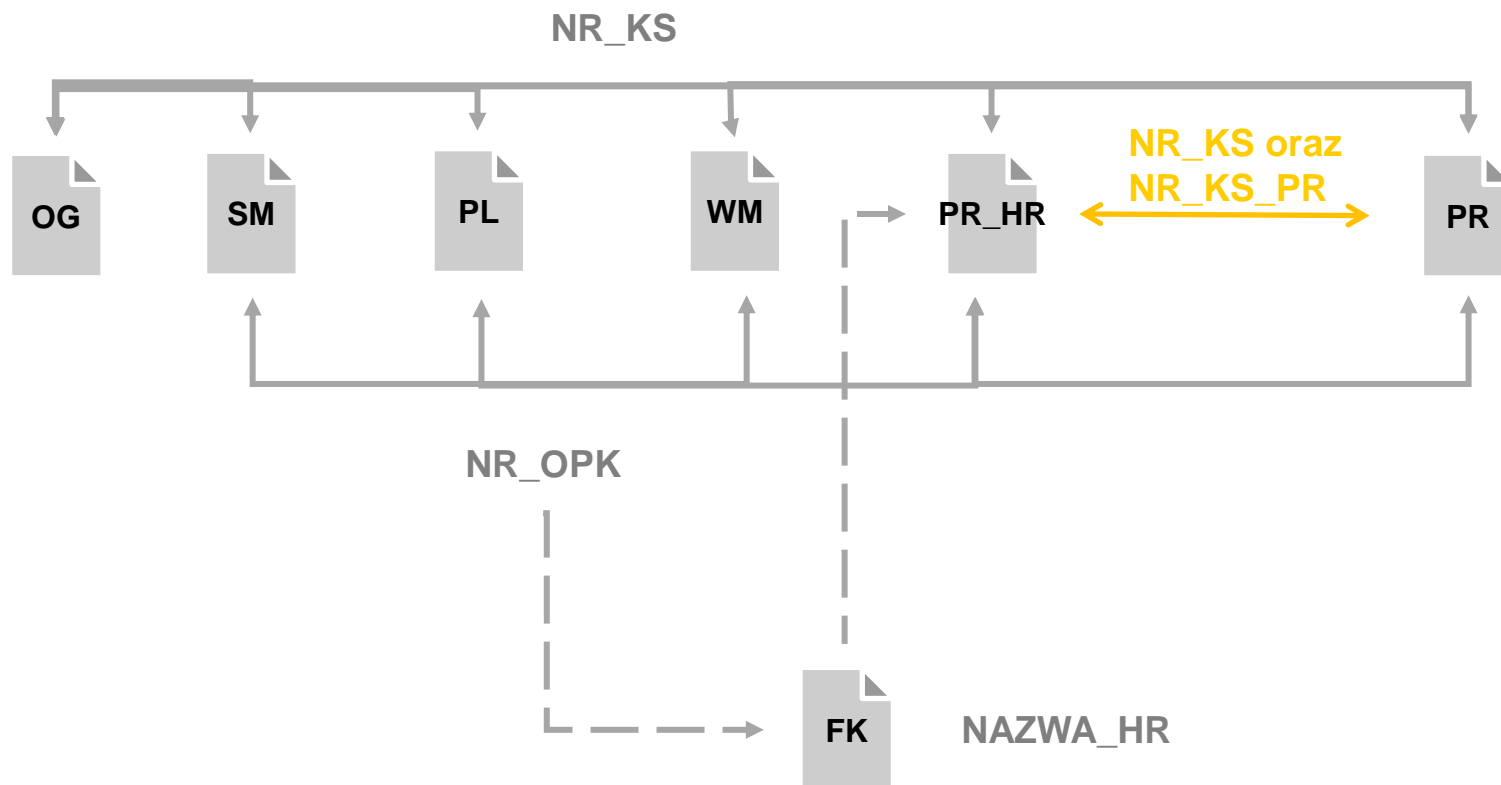 NR_KS
NR_KS oraz
NR_KS_PR
OG
SM
PL
WM
PR_HR
PR
NR_OPK
FK
NAZWA_HR